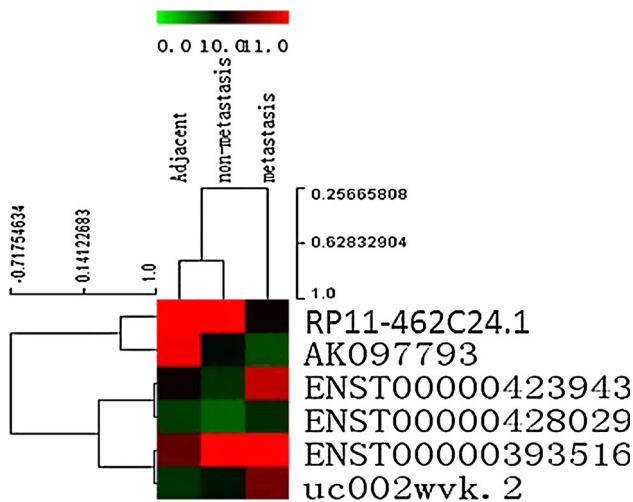 0.0 10.0 11.0
Adjacent
non-metastasis
metastasis
-0.71754634
0.14122683
1.0
0.25665808
0.62832904
1.0
RP11-462C24.1
AK097793
ENST00000423943
ENST00000428029
ENST00000393516
uc002wvk.2